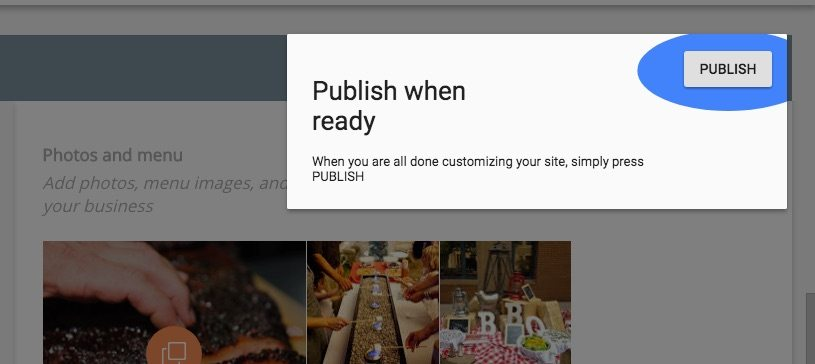 PUBLISH
Publish when
ready
When you are all done customizing your site, simply press
PUBLISH
Photos and menu
Add photos, menu images, and
your business
BBQ